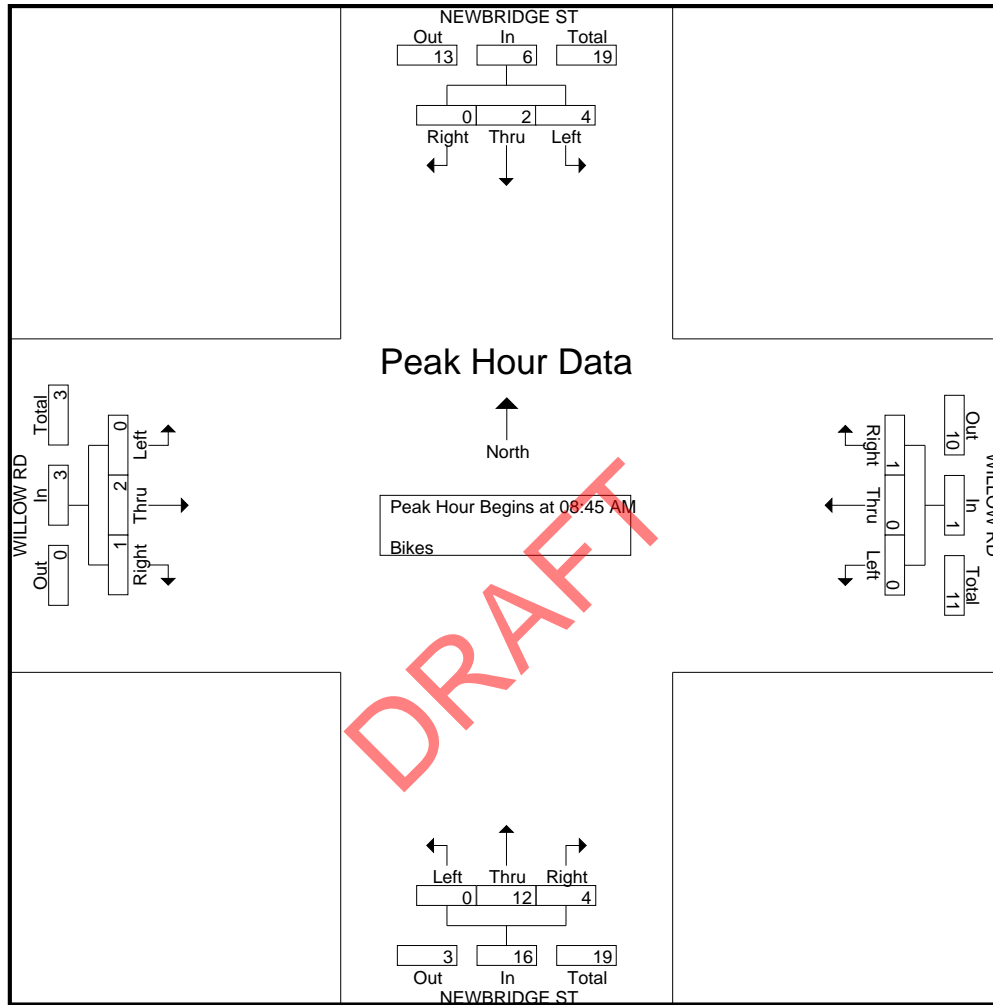 NEWBRIDGE ST
Out In Total
13 6 19
0 2 4
Right Thru Left
Peak Hour Data
North
Peak Hour Begins at 08:45 AM
Bikes
DRAFT
WILLOW RD
Out In Total
0 3 3
Left Thru Right
0 2 1
WILLOW RD
Out In Total
10 1 11
Right Thru Left
1 0 0
Left Thru Right
0 12 4
3 16 19
Out In Total
NEWBRIDGE ST